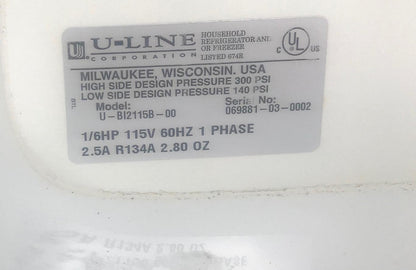 U U-LINE
CORPORATION
HOUSEHOLD
REFRIGERATOR AND
OR FREEZER
LISTED 674R
C UL US
MILWAUKEE, WISCONSIN. USA
HIGH SIDE DESIGN PRESSURE 300 PSI
LOW SIDE DESIGN PRESSURE 140 PSI
Model: Serial No:
U-BI2115B-00 069881-03-0002
1/6HP 115V 60HZ 1 PHASE
2.5A R134A 2.80 OZ